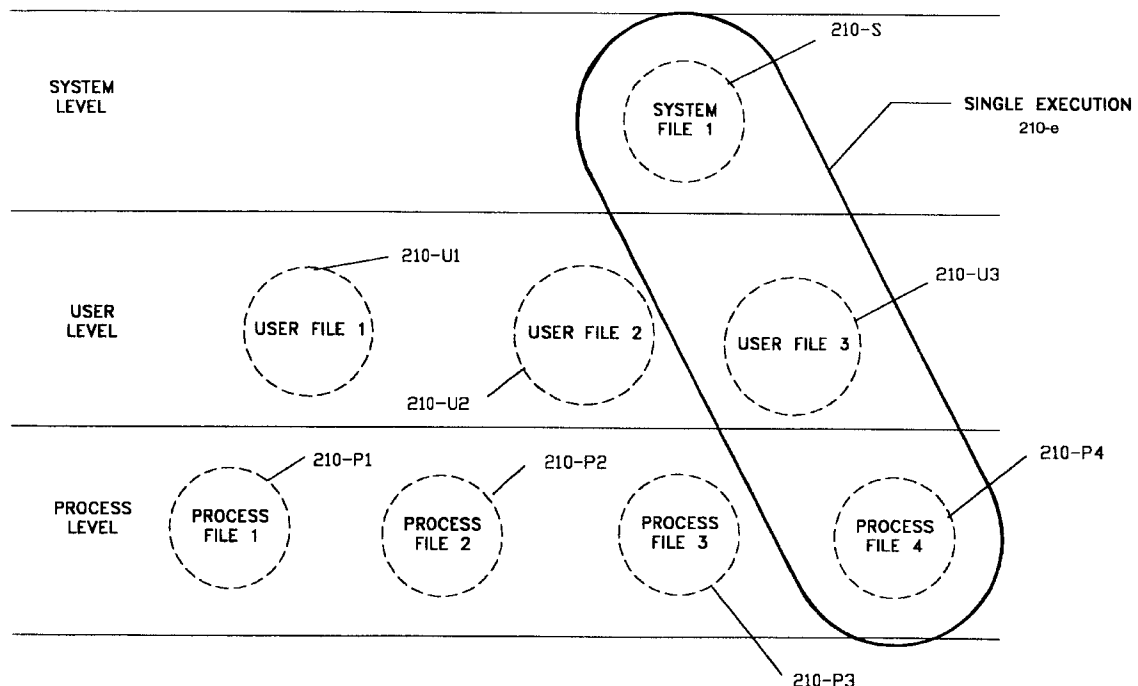 210-S
SYSTEM
LEVEL
SYSTEM
FILE 1
SINGLE EXECUTION
210-e
210-U1
210-U3
USER
LEVEL
USER FILE 1
USER FILE 2
USER FILE 3
210-U2
210-P1
210-P2
210-P4
PROCESS
LEVEL
PROCESS
FILE 1
PROCESS
FILE 2
PROCESS
FILE 3
PROCESS
FILE 4
210-P3